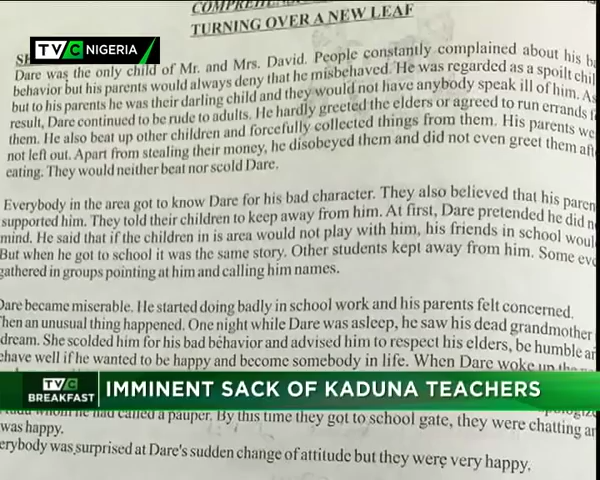 COMPREHE
TURNING OVER A NEW LEAF
TVC NIGERIA
Dare was the only child of Mr. and Mrs. David. People constantly complained about his ba
behavior but his parents would always deny that he misbehaved. He was regarded as a spoilt chil
but to his parents he was their darling child and they would not have anybody speak ill of him. As
result, Dare continued to be rude to adults. He hardly greeted the elders or agreed to run errands f
them. He also beat up other children and forcefully collected things from them. His parents we
not left out. Apart from stealing their money, he disobeyed them and did not even greet them afte
eating. They would neither beat nor scold Dare.
Everybody in the area got to know Dare for his bad character. They also believed that his paren
supported him. They told their children to keep away from him. At first, Dare pretended he did n
mind. He said that if the children in is area would not play with him, his friends in school woul
But when he got to school it was the same story. Other students kept away from him. Some eve
gathered in groups pointing at him and calling him names.
Dare became miserable. He started doing badly in school work and his parents felt concerned.
Then an unusual thing happened. One night while Dare was asleep, he saw his dead grandmother
dream. She scolded him for his bad behavior and advised him to respect his elders, be humble an
ehave well if he wanted to be happy and become somebody in life. When Dare woke up the
TVC BREAKFAST IMMINENT SACK OF KADUNA TEACHERS
whom he had called a pauper. By this time they got to school gate, they were chatting an
was happy.
erybody was surprised at Dare's sudden change of attitude but they were very happy.